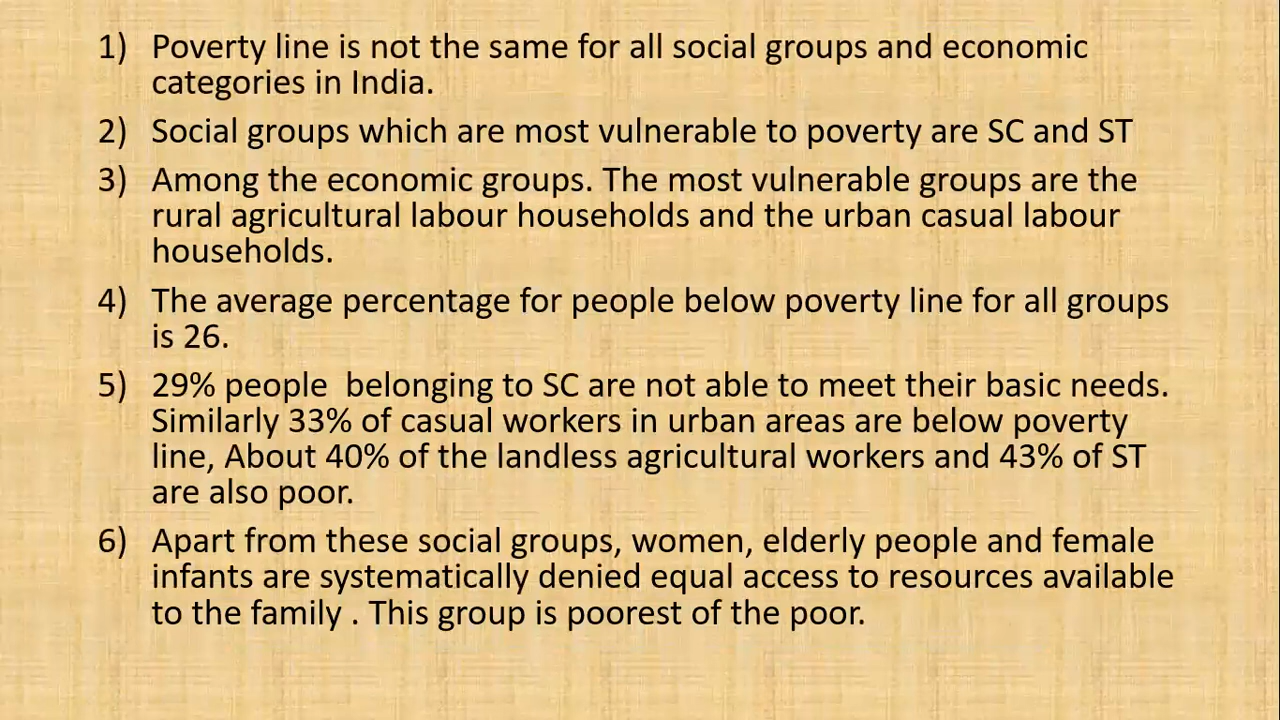 1) Poverty line is not the same for all social groups and economic
categories in India.
2) Social groups which are most vulnerable to poverty are SC and ST
3) Among the economic groups. The most vulnerable groups are the
rural agricultural labour households and the urban casual labour
households.
4) The average percentage for people below poverty line for all groups
is 26.
5) 29% people  belonging to SC are not able to meet their basic needs.
Similarly 33% of casual workers in urban areas are below poverty
line, About 40% of the landless agricultural workers and 43% of ST
are also poor.
6) Apart from these social groups, women, elderly people and female
infants are systematically denied equal access to resources available
to the family . This group is poorest of the poor.